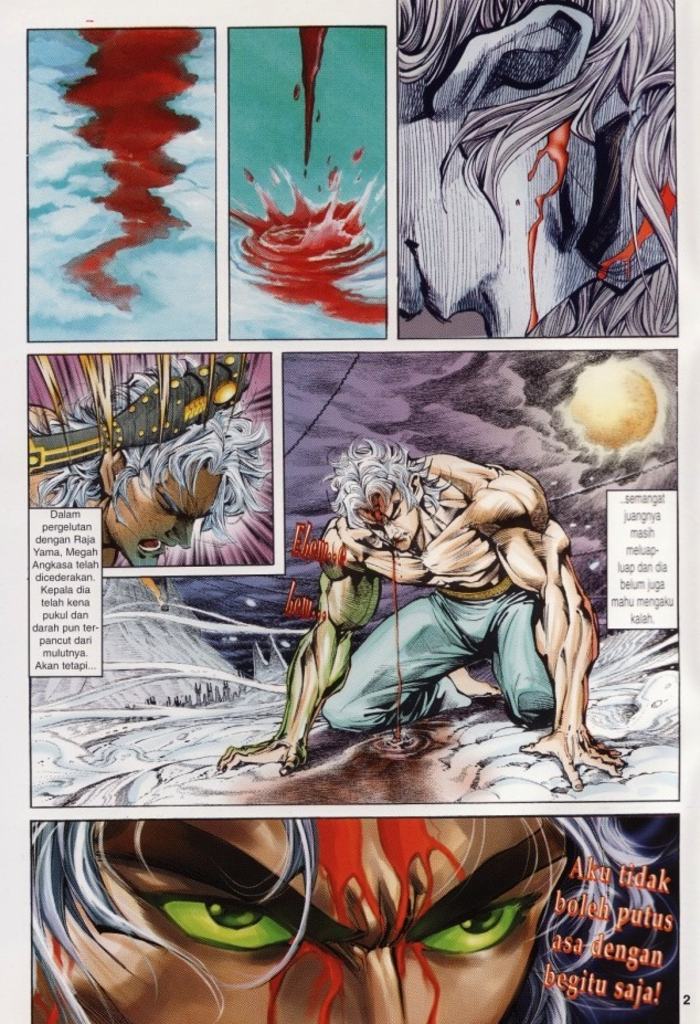 Dalam
pergelutan
dengan Raja
Yama, Megah
Angkasa telah
dicederakan.
Kepala dia
telah kena
pukul dan
darah pun ter-
pancut dari
mulutnya.
Akan tetapi...
Ehem...e
hem...
..semangat
juangnya
masih
meluap-
luap dan dia
belum juga
mahu mengaku
kalah.
Aku tidak
boleh putus
asa dengan
begitu saja!
2